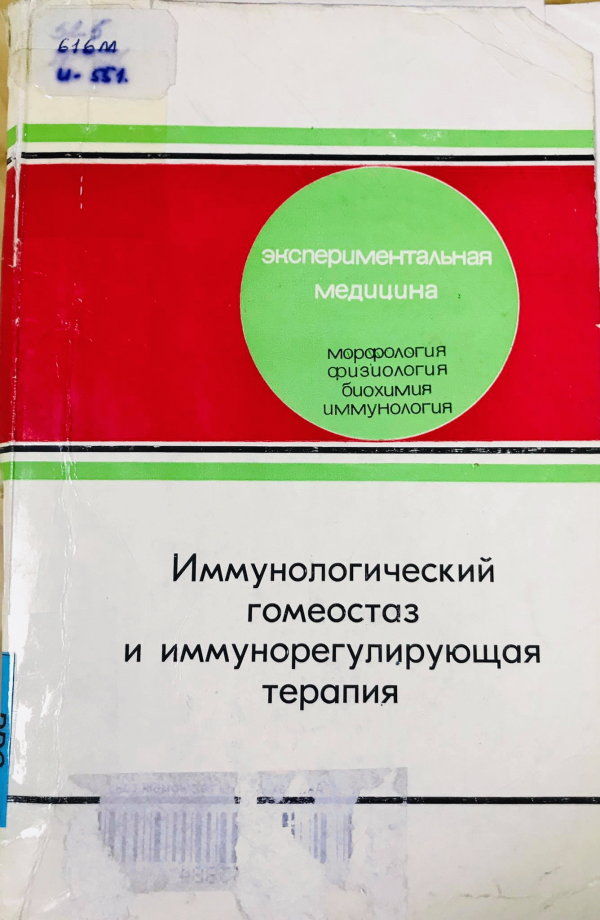 616м
и-551.
экспериментальная
медицина
морфология
физиология
биохимия
иммунология
Иммунологический
гомеостаз
и иммунорегулирующая
терапия